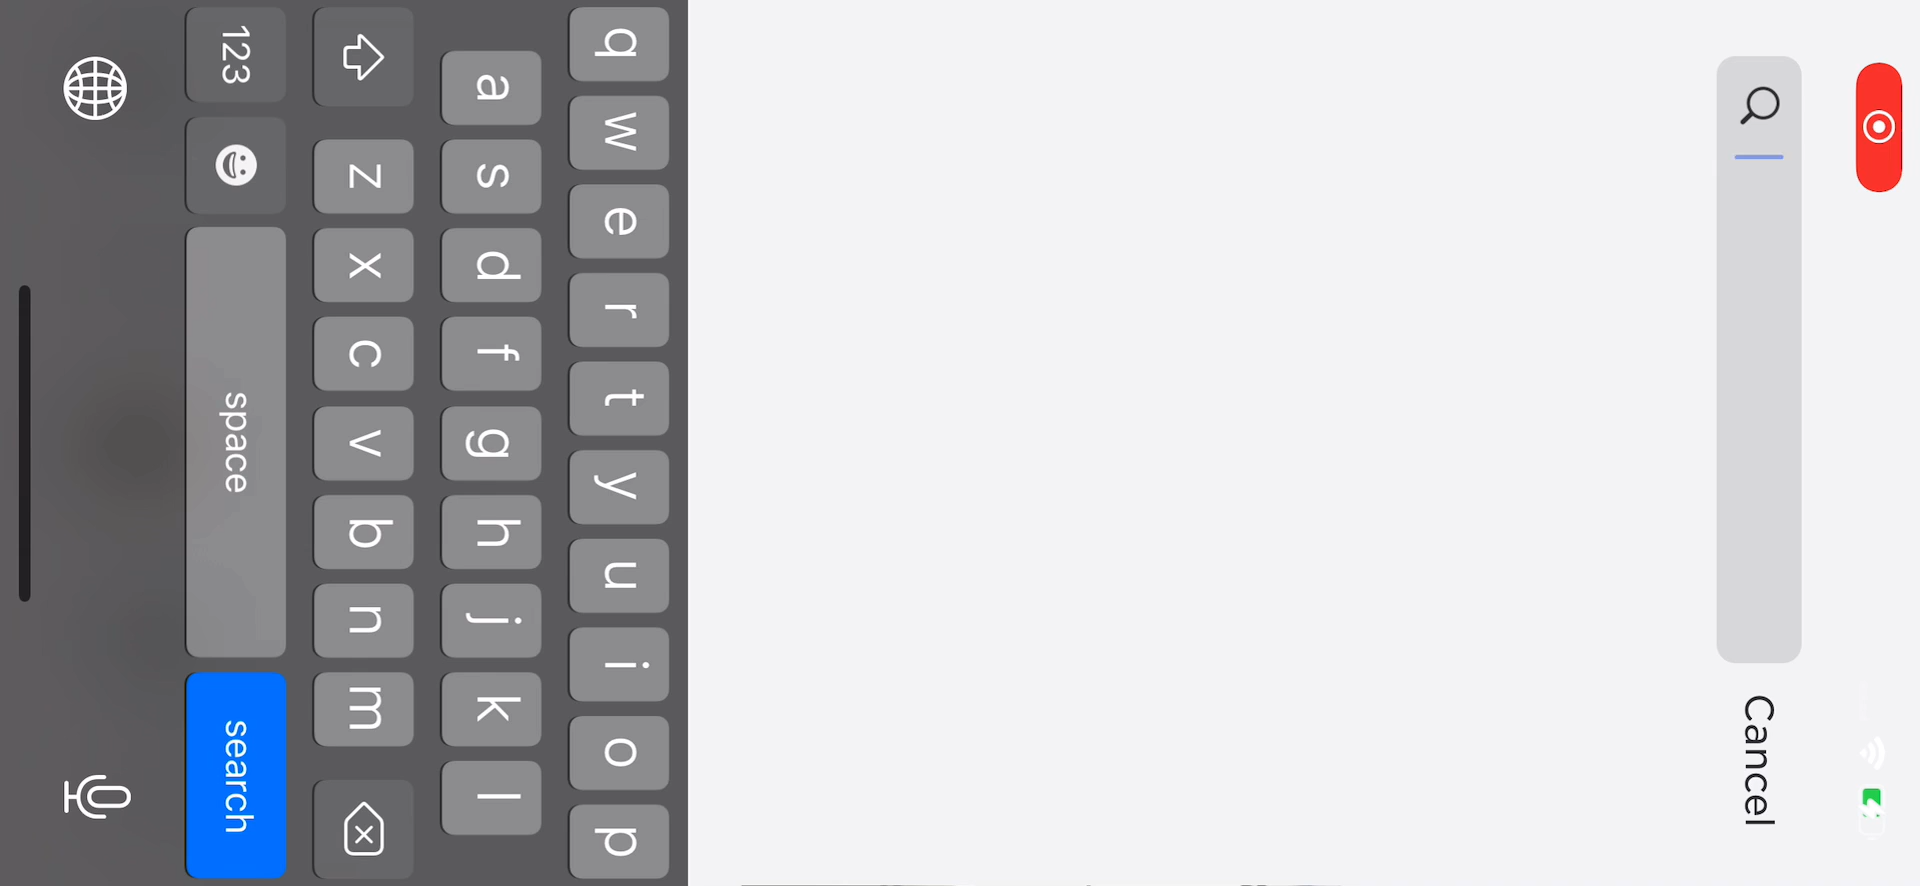 Cancel
q w e r t y u i o p
a s d f g h j k l
z x c v b n m
123 space search